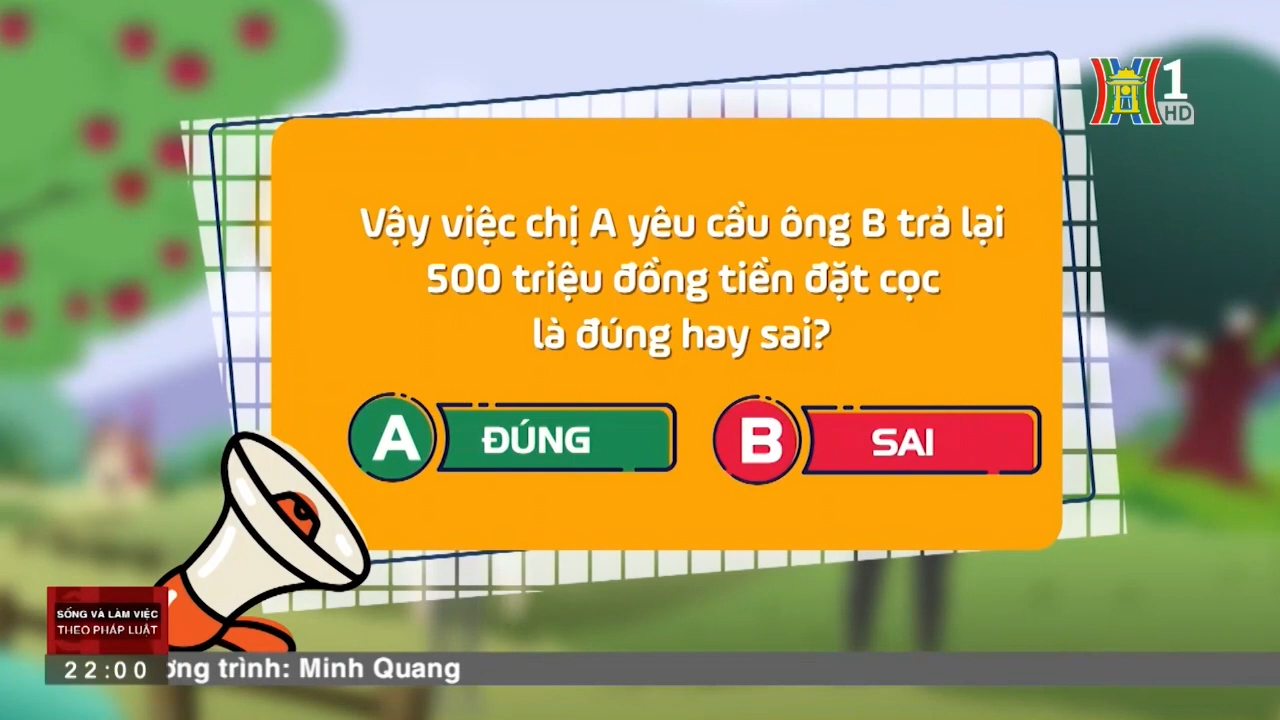 1
HD
Vậy việc chị A yêu cầu ông B trả lại
500 triệu đồng tiền đặt cọc
là đúng hay sai?
A ĐÚNG
B SAI
SỐNG VÀ LÀM VIỆC
THEO PHÁP LUẬT
22:00 ơng trình: Minh Quang